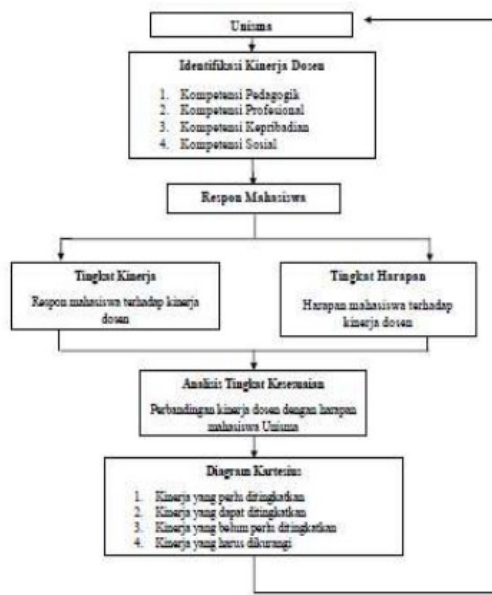 Unisma
Identifikasi Kinerja Dosen
1. Kompetensi Pedagogik
2. Kompetensi Profesional
3. Kompetensi Kepribadian
4. Kompetensi Sosial
Respon Mahasiswa
Tingkat Kinerja
Respon mahasiswa terhadap kinerja
dosen
Tingkat Harapan
Harapan mahasiswa terhadap
kinerja dosen
Analisis Tingkat Kesesuaian
Perbandingan kinerja dosen dengan harapan
mahasiswa Unisma
Diagram Kartesius
1. Kinerja yang perlu ditingkatkan
2. Kinerja yang dapat ditingkatkan
3. Kinerja yang belum perlu ditingkatkan
4. Kinerja yang harus dikurangi